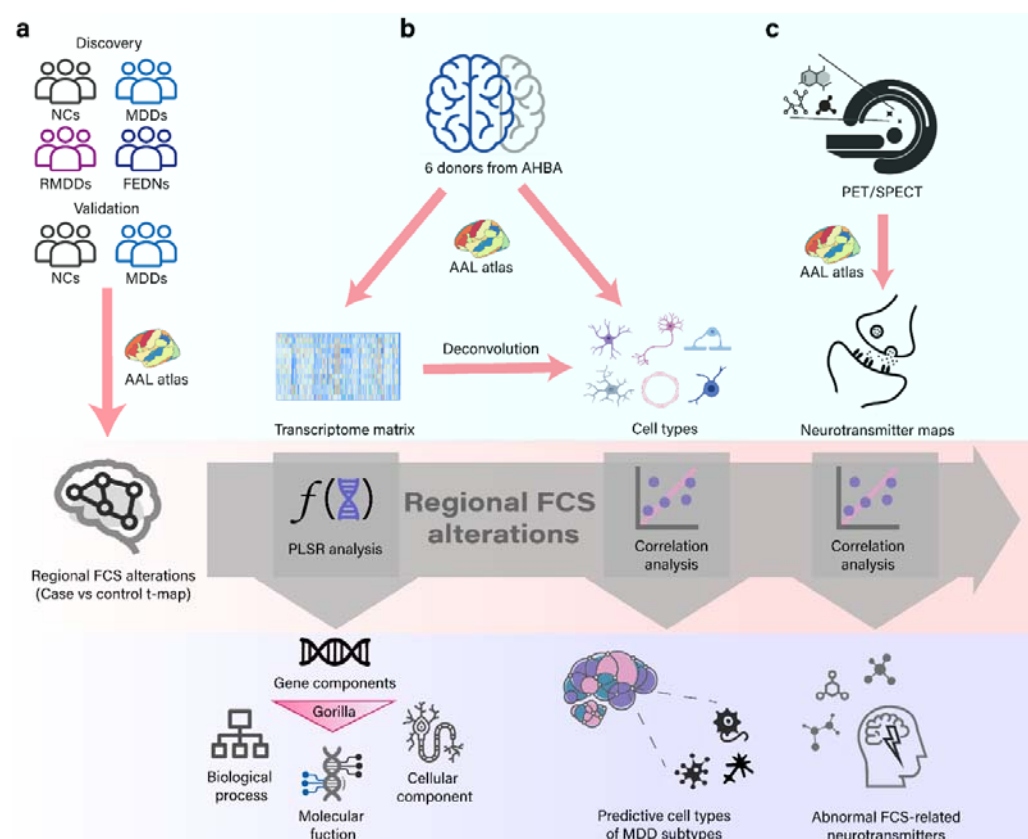 a
Discovery
NCs
MDDs
RMDDs
FEDNs
Validation
NCs
MDDs
AAL atlas
b
6 donors from AHBA
AAL atlas
Deconvolution
Transcriptome matrix
Cell types
c
PET/SPECT
AAL atlas
Neurotransmitter maps
Regional FCS alterations
(Case vs control t-map)
f( )
PLSR analysis
Regional FCS
alterations
Correlation
analysis
Correlation
analysis
Gene components
Gorilla
Biological
process
Molecular
fuction
Cellular
component
Predictive cell types
of MDD subtypes
Abnormal FCS-related
neurotransmitters